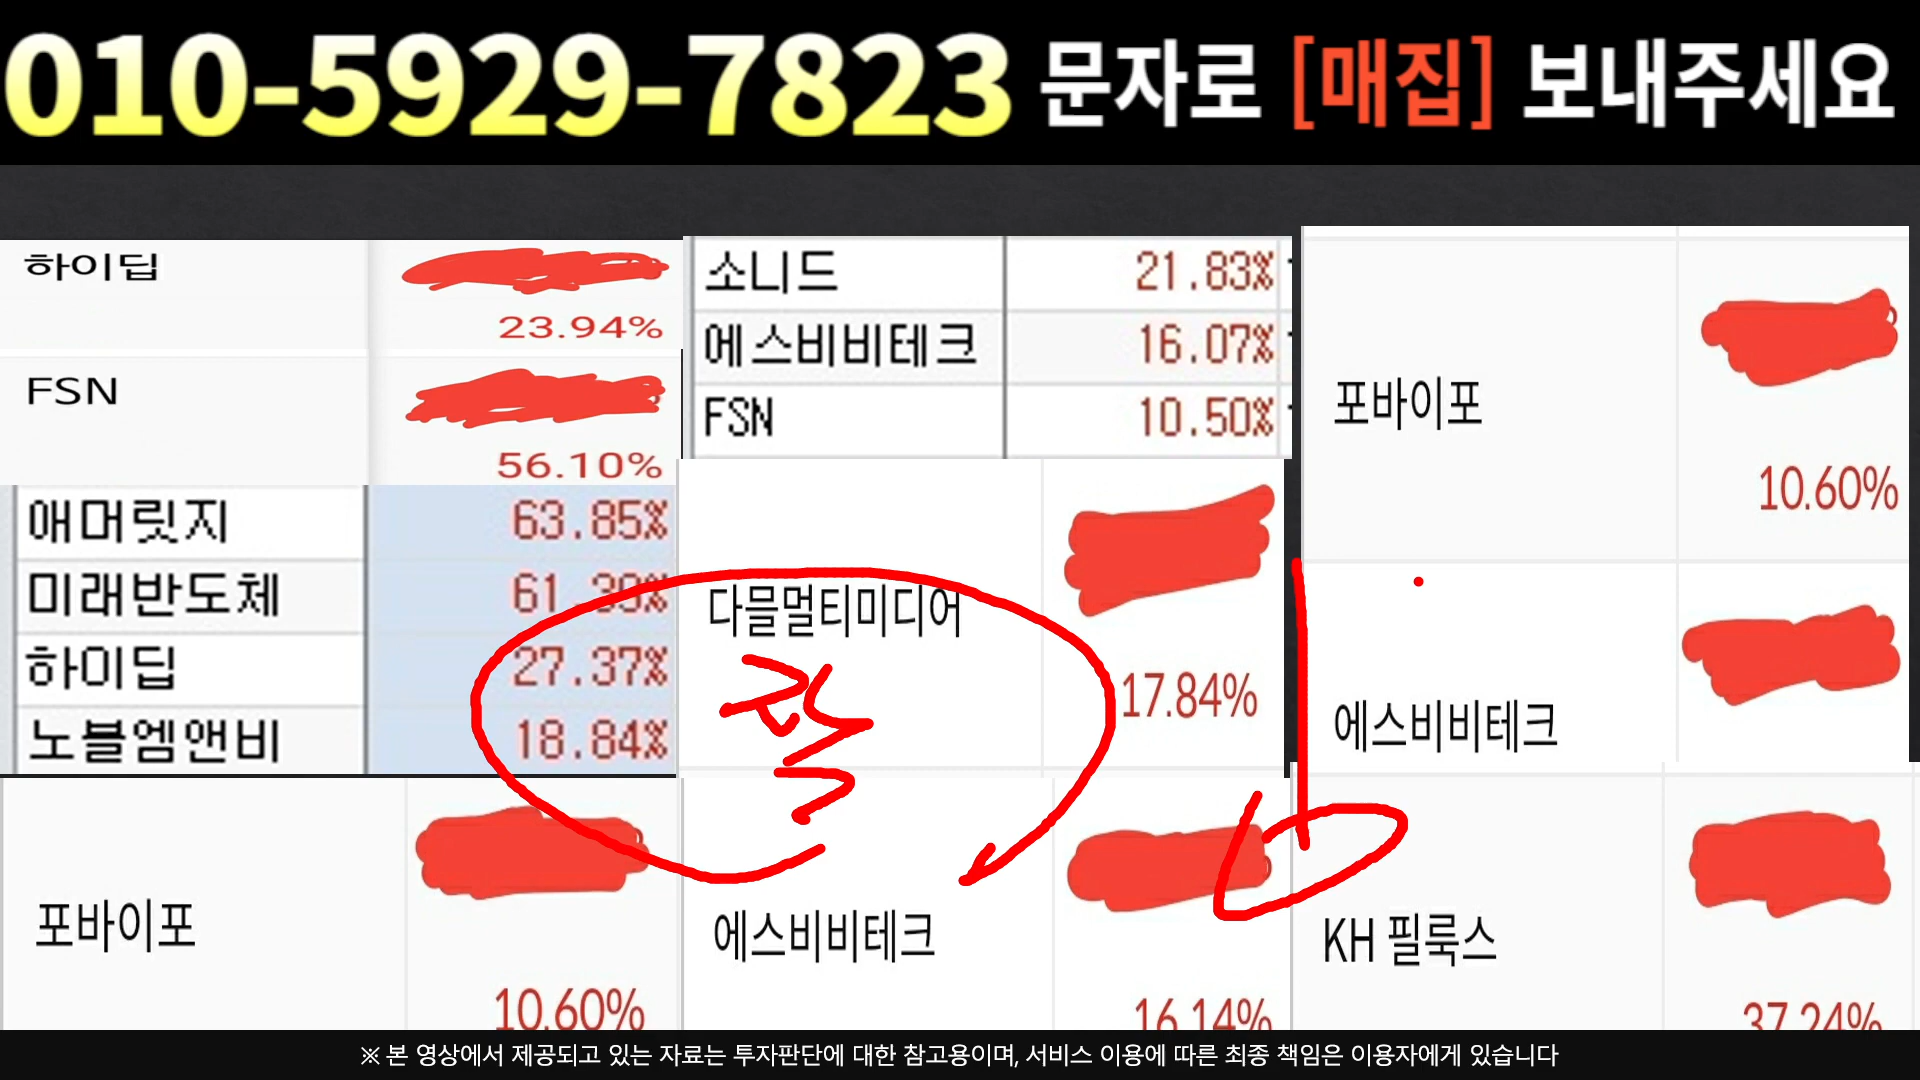 010-5929-7823 문자로 [매집] 보내주세요
하이딥
23.94%
FSN
56.10%
애머릿지 63.85%
미래반도체 61.39%
하이딥 27.37%
노블엠앤비 18.84%
소니드 21.83%
에스비비테크 16.07%
FSN 10.50%
다믈멀티미디어
17.84%
포바이포
10.60%
에스비비테크
포바이포
10.60%
에스비비테크
16.14%
KH 필룩스
37.24%
※ 본 영상에서 제공되고 있는 자료는 투자판단에 대한 참고용이며, 서비스 이용에 따른 최종 책임은 이용자에게 있습니다